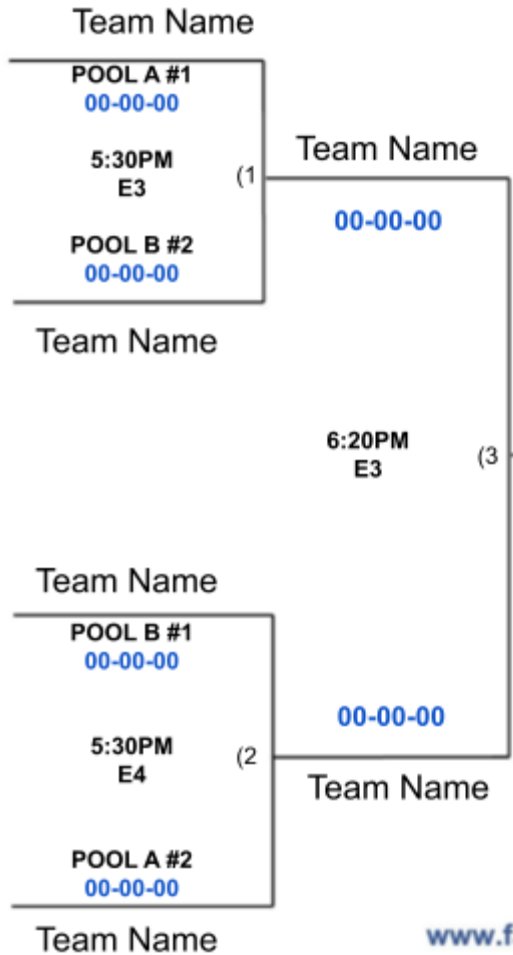 Team Name
POOL A #1
00-00-00
5:30PM
E3
(1
POOL B #2
00-00-00
Team Name
Team Name
00-00-00
6:20PM
E3
(3
Team Name
POOL B #1
00-00-00
5:30PM
E4
(2
POOL A #2
00-00-00
Team Name
00-00-00
Team Name
www.f